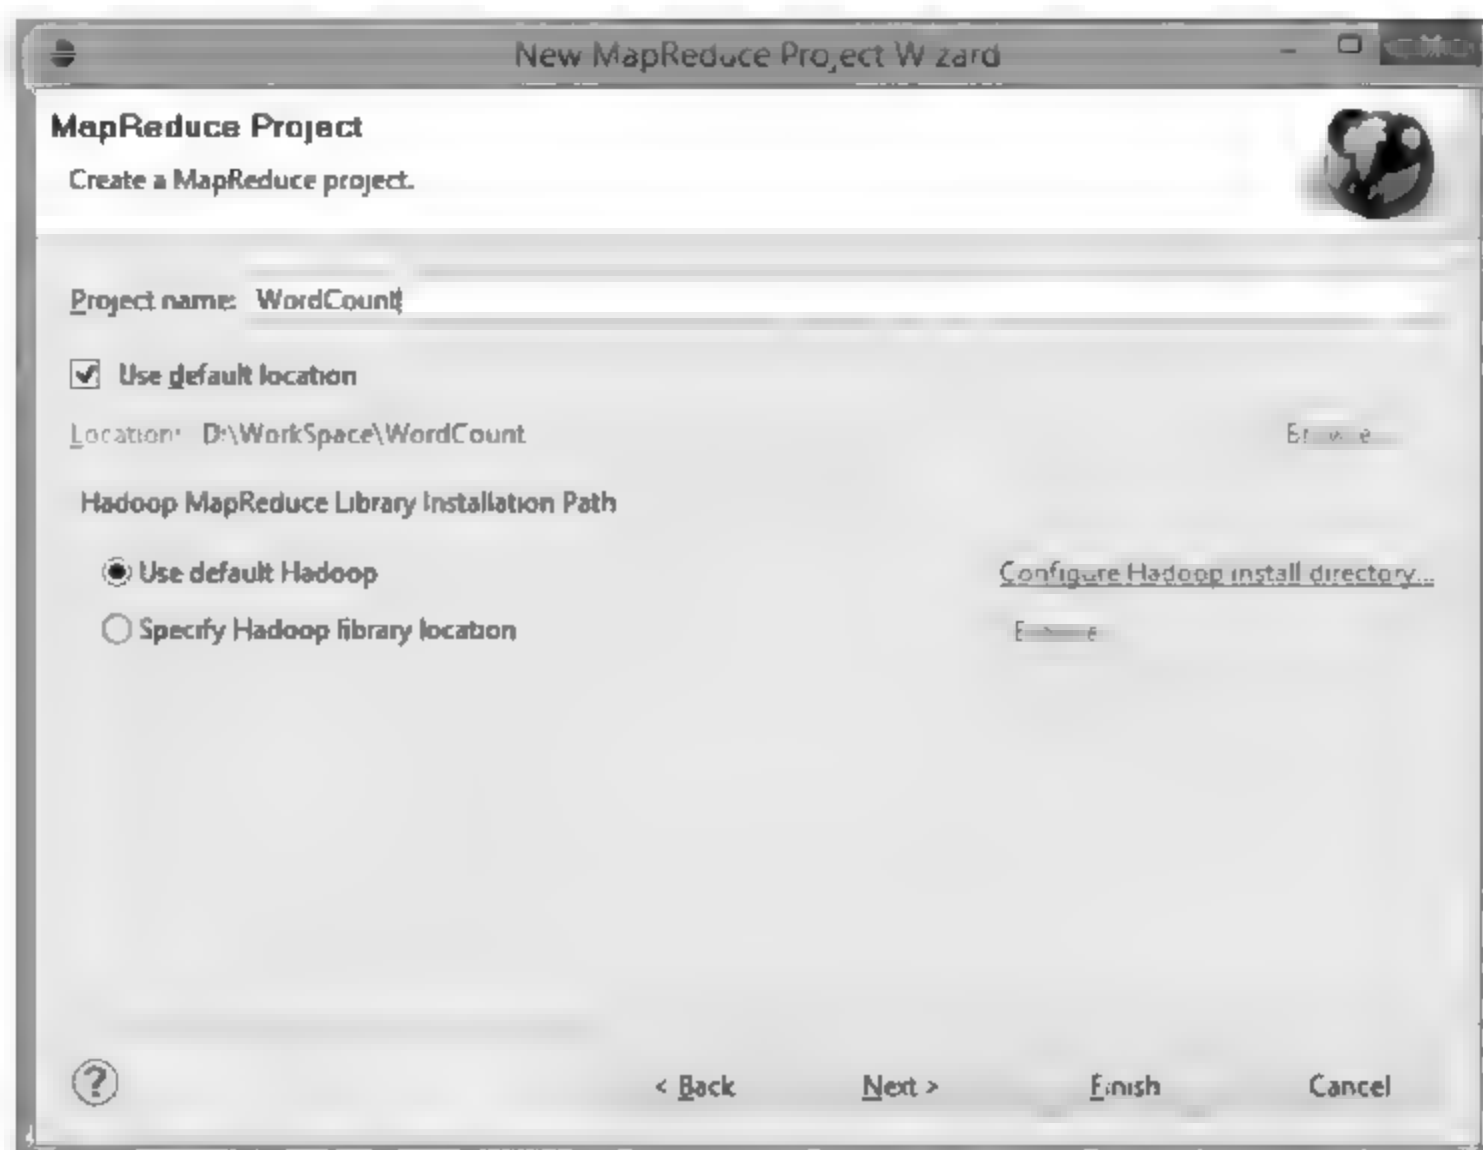 New MapReduce Project Wizard
MapReduce Project
Create a MapReduce project.
Project name: WordCount
Use default location
Location: D:\WorkSpace\WordCount
Hadoop MapReduce Library Installation Path
Use default Hadoop Configure Hadoop install directory...
Specify Hadoop library location
< Back Next > Finish Cancel